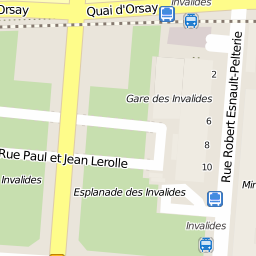 Orsay
Quai d'Orsay
Invalides
2
Gare des Invalides
6
8
10
Rue Robert Esnault-Pelterie
Rue Paul et Jean Lerolle
Invalides
Esplanade des Invalides
Invalides